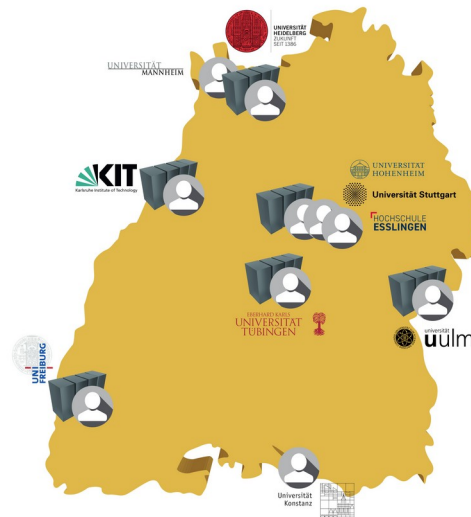 UNIVERSITÄT
HEIDELBERG
ZUKUNFT
SEIT 1386
UNIVERSITÄT
MANNHEIM
KIT
Karlsruhe Institute of Technology
UNIVERSITÄT
HOHENHEIM
Universität Stuttgart
HOCHSCHULE
ESSLINGEN
EBERHARD KARLS
UNIVERSITÄT
TÜBINGEN
universität
uulm
UNI
FREIBURG
Universität
Konstanz